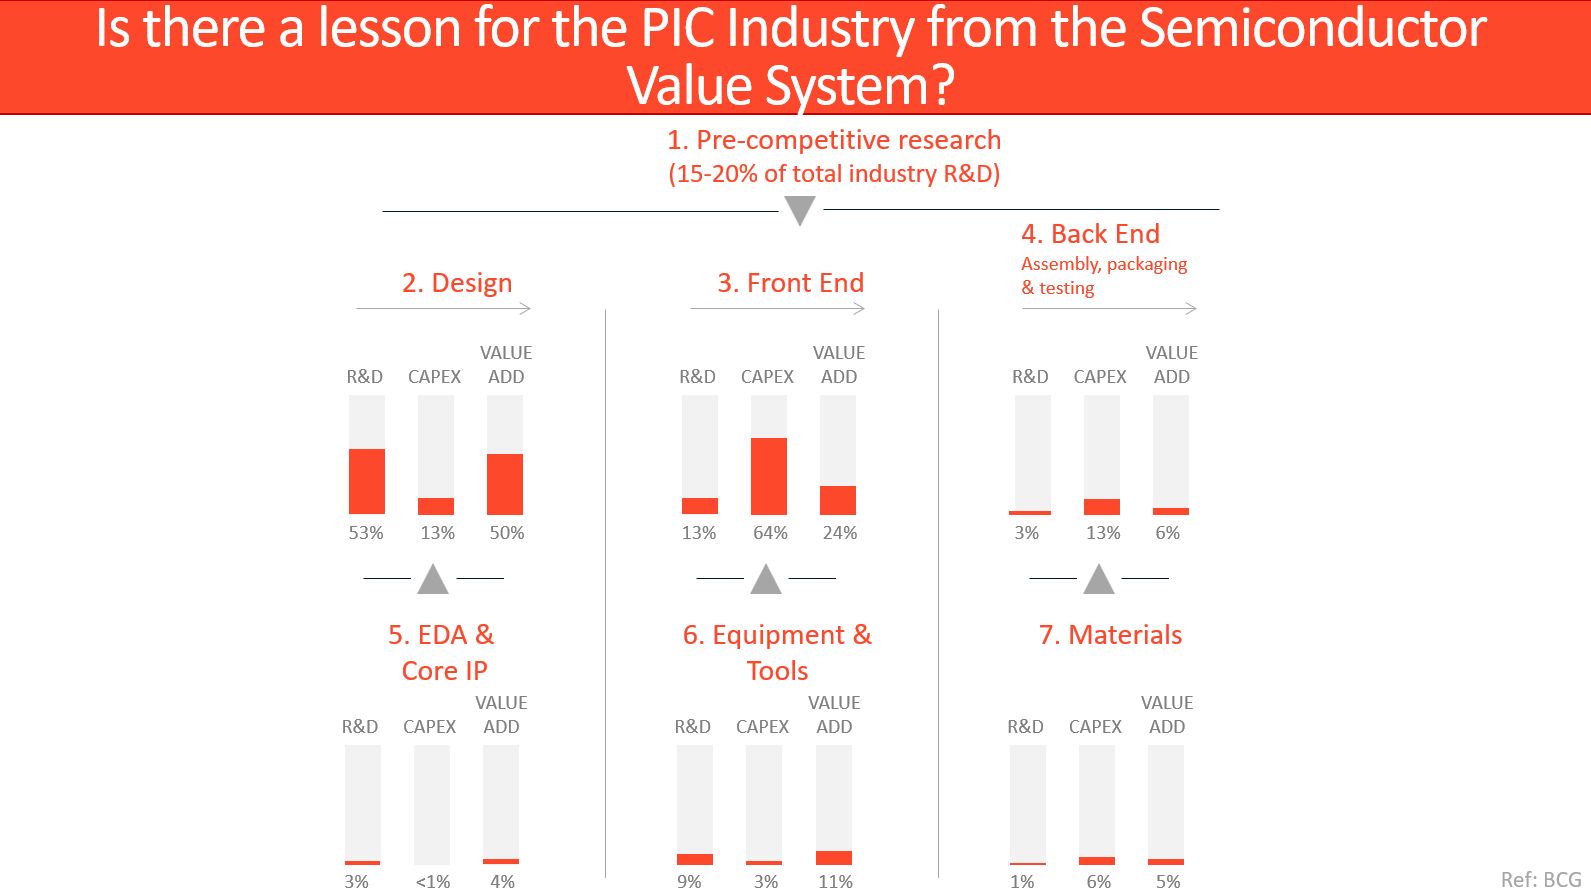 Is there a lesson for the PIC Industry from the Semiconductor
Value System?
1. Pre-competitive research
(15-20% of total industry R&D)
2. Design
3. Front End
4. Back End
Assembly, packaging
& testing
R&D CAPEX VALUE ADD
53% 13% 50%
R&D CAPEX VALUE ADD
13% 64% 24%
R&D CAPEX VALUE ADD
3% 13% 6%
5. EDA &
Core IP
R&D CAPEX VALUE ADD
3% <1% 4%
6. Equipment &
Tools
R&D CAPEX VALUE ADD
9% 3% 11%
7. Materials
R&D CAPEX VALUE ADD
1% 6% 5%
Ref: BCG